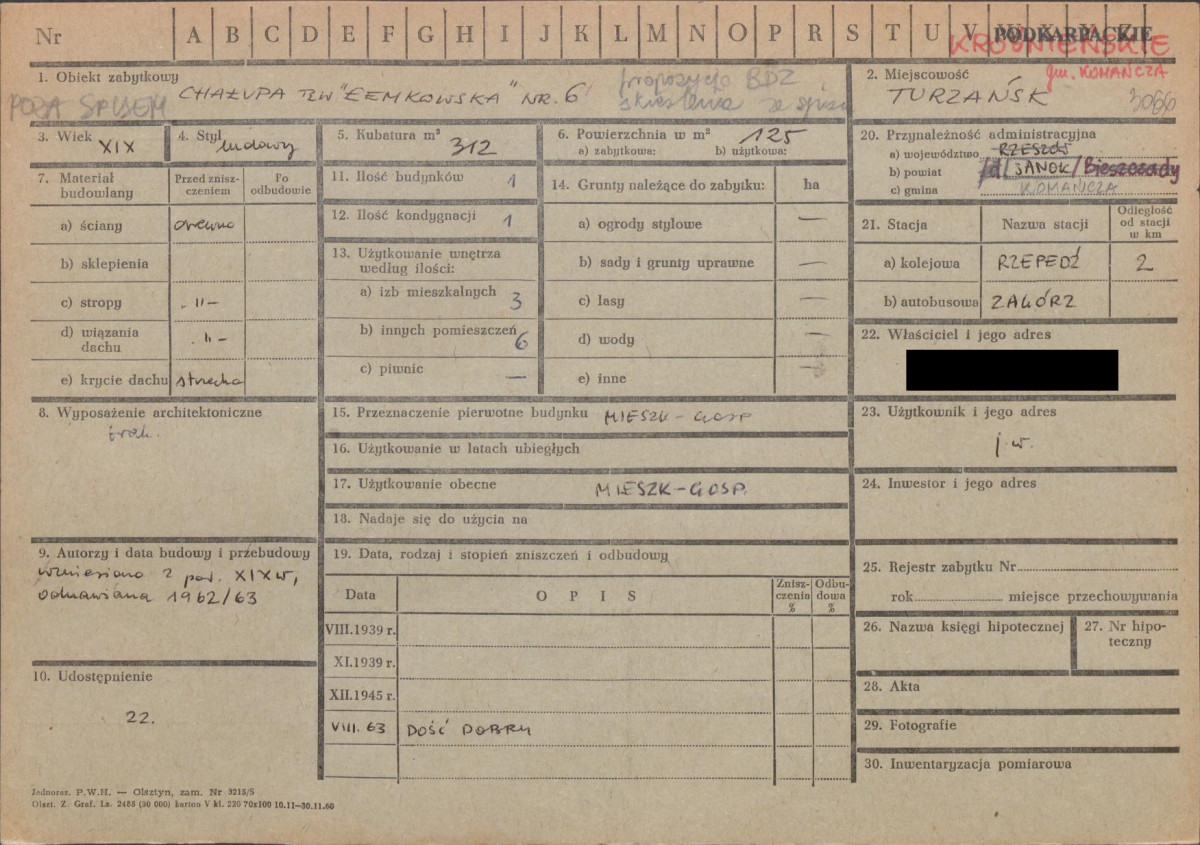 Nr A B C D E F G H I J K L M N O P R S T U V W X Y Z
PODKARPACKIE
KROŚNIEŃSKIE
gm. KOMAŃCZA
1. Obiekt zabytkowy
CHAŁUPA TZW "ŁEMKOWSKA" NR. 6
propozycja BDZ
skreślenia ze spisu
POZA SPISEM
2. Miejscowość
TURZAŃSK
3066
3. Wiek XIX
4. Styl ludowy
5. Kubatura m³
312
6. Powierzchnia w m² 125
a) zabytkowa: b) użytkowa:
7. Materiał budowlany
Przed zniszczeniem
Po odbudowie
a) ściany drewno
b) sklepienia
c) stropy -"-
d) wiązania dachu -"-
e) krycie dachu strzecha
8. Wyposażenie architektoniczne
brak.
9. Autorzy i data budowy i przebudowy
wzniesiono 2 poł. XIX w,
odnawiana 1962/63
10. Udostępnienie
22.
11. Ilość budynków 1
12. Ilość kondygnacji 1
13. Użytkowanie wnętrza
według ilości:
a) izb mieszkalnych 3
b) innych pomieszczeń 6
c) piwnic —
14. Grunty należące do zabytku: ha
a) ogrody stylowe —
b) sady i grunty uprawne —
c) lasy —
d) wody —
e) inne —
15. Przeznaczenie pierwotne budynku MIESZK-GOSP
16. Użytkowanie w latach ubiegłych
17. Użytkowanie obecne MIESZK-GOSP.
18. Nadaje się do użycia na
19. Data, rodzaj i stopień zniszczeń i odbudowy
Data OPIS Zniszczenia % Odbudowa %
VIII.1939 r.
XI.1939 r.
XII.1945 r.
VIII. 63 DOŚĆ DOBRY
20. Przynależność administracyjna
a) województwo RZESZÓW
b) powiat /d/ SANOK / Bieszczady
c) gmina KOMAŃCZA
21. Stacja Nazwa stacji Odległość od stacji w km
a) kolejowa RZEPEDŹ 2
b) autobusowa ZAGÓRZ
22. Właściciel i jego adres
23. Użytkownik i jego adres
j.w.
24. Inwestor i jego adres
25. Rejestr zabytku Nr
rok miejsce przechowywania
26. Nazwa księgi hipotecznej
27. Nr hipoteczny
28. Akta
29. Fotografie
30. Inwentaryzacja pomiarowa
Jednoraz. P.W.H. — Olsztyn, zam. Nr 3215/S
Olszt. Z. Graf. Lz. 2485 (30 000) karton V kl. 220 70x100 10.11—30.11.60